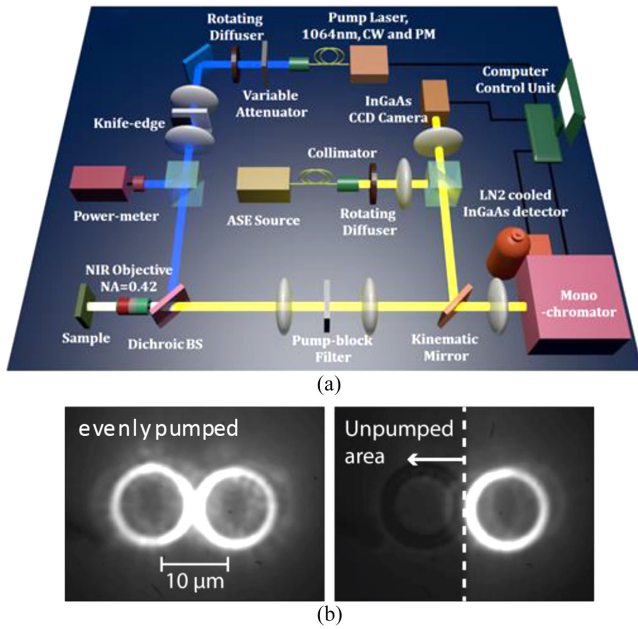 Rotating
Diffuser
Pump Laser,
1064nm, CW and PM
Computer
Control Unit
Variable
Attenuator
InGaAs
CCD Camera
Knife-edge
Collimator
LN2 cooled
InGaAs detector
Power-meter
ASE Source
Rotating
Diffuser
NIR Objective
NA=0.42
Mono
-chromator
Sample
Dichroic BS
Pump-block
Filter
Kinematic
Mirror
(a)
evenly pumped
10 µm
Unpumped
area
(b)